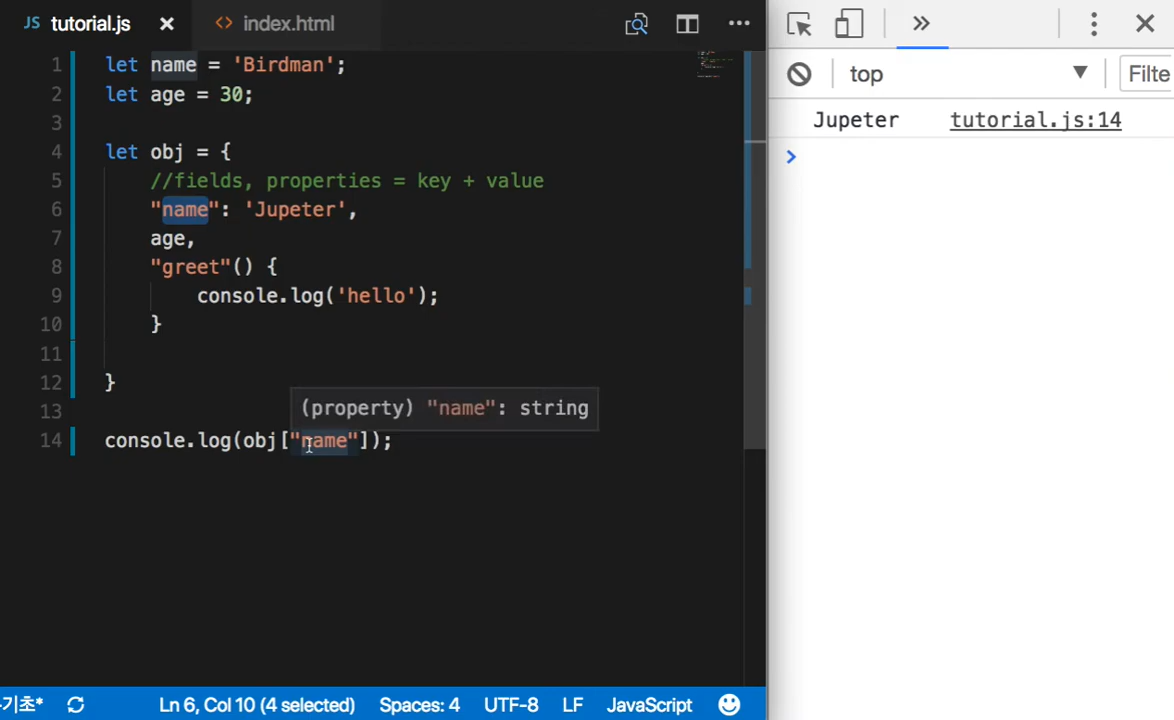 JS tutorial.js × <> index.html ...
1 let name = 'Birdman';
2 let age = 30;
3
4 let obj = {
5 //fields, properties = key + value
6 "name": 'Jupeter',
7 age,
8 "greet"() {
9 console.log('hello');
10 }
11
12 }
13
(property) "name": string
14 console.log(obj["name"]);
기초* Ln 6, Col 10 (4 selected) Spaces: 4 UTF-8 LF JavaScript
top ▼ Filte
Jupeter tutorial.js:14
>